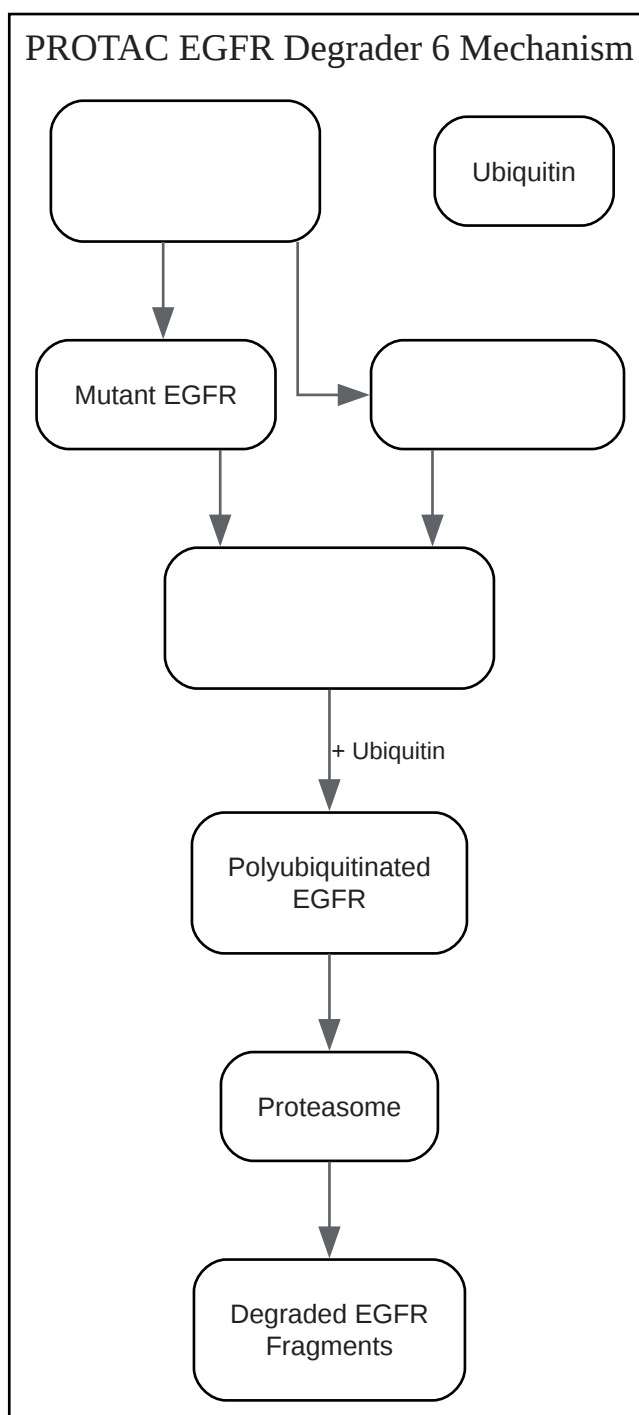 PROTAC EGFR Degrader 6 Mechanism
Ubiquitin
Mutant EGFR
+ Ubiquitin
Polyubiquitinated
EGFR
Proteasome
Degraded EGFR
Fragments